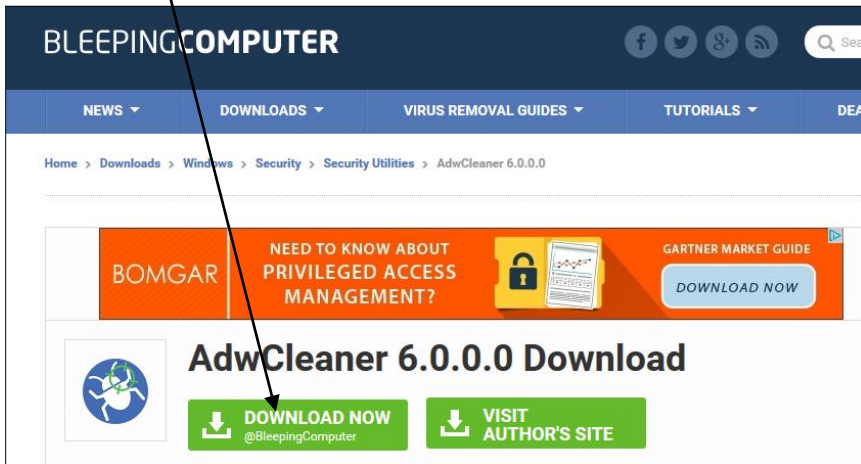 BLEEPINGCOMPUTER
f 8+ Sea
NEWS DOWNLOADS VIRUS REMOVAL GUIDES TUTORIALS DEA
Home > Downloads > Windows > Security > Security Utilities > AdwCleaner 6.0.0.0
BOMGAR
NEED TO KNOW ABOUT
PRIVILEGED ACCESS
MANAGEMENT?
GARTNER MARKET GUIDE
DOWNLOAD NOW
AdwCleaner 6.0.0.0 Download
DOWNLOAD NOW
@BleepingComputer
VISIT
AUTHOR'S SITE